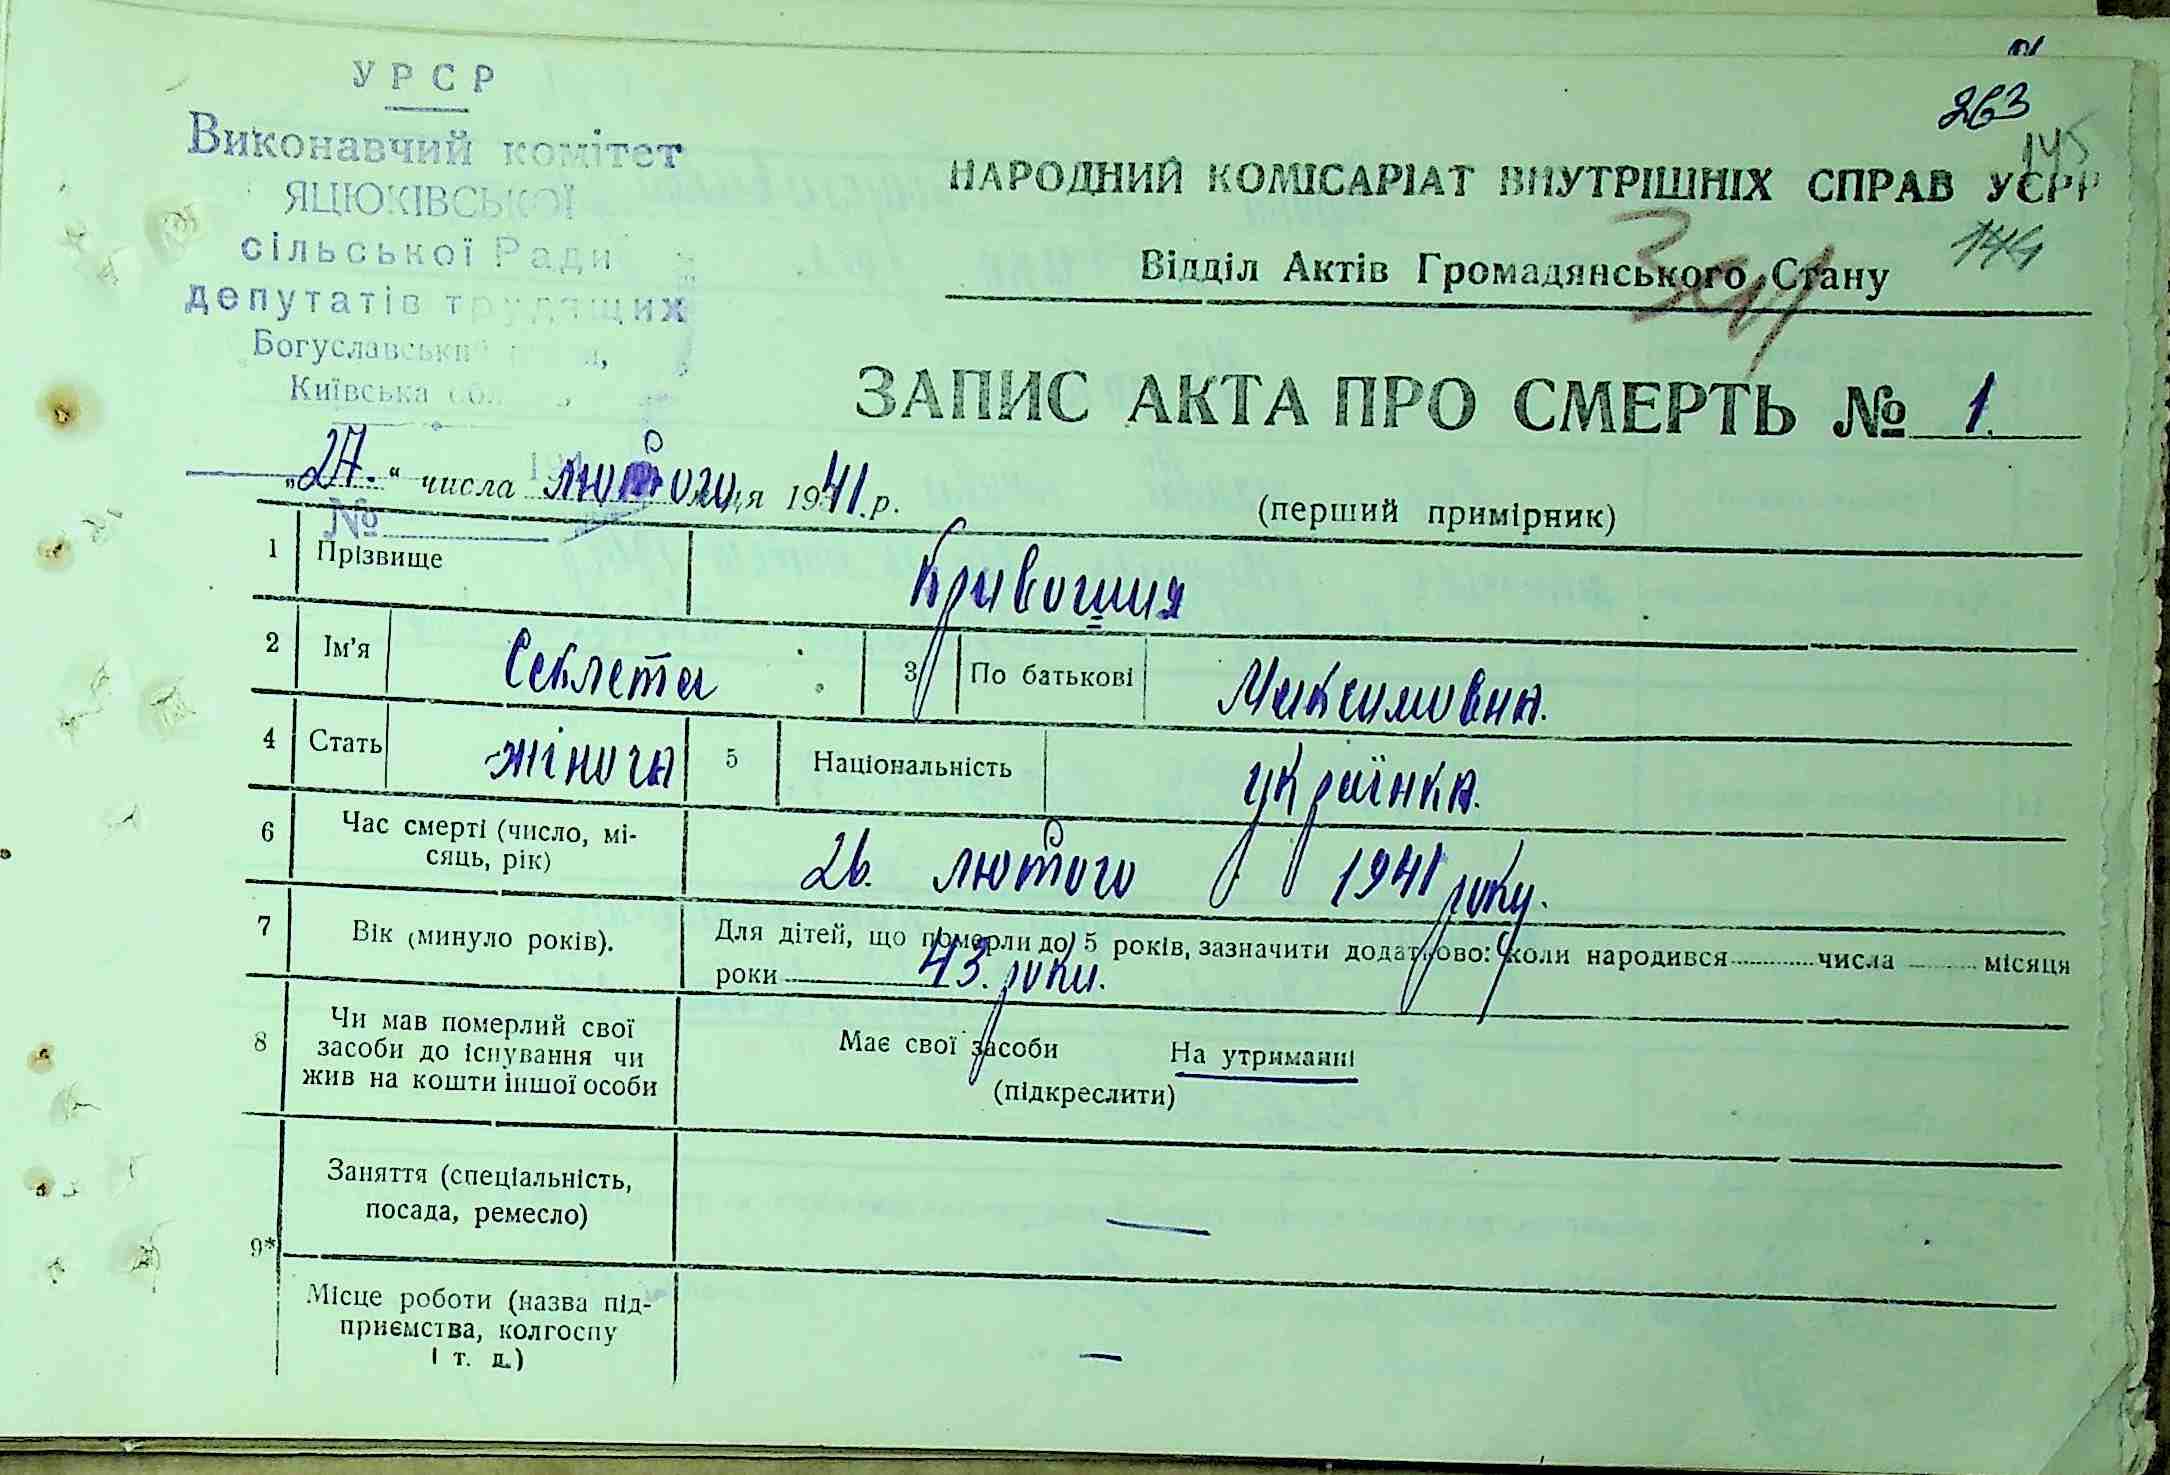 УРСР
Виконавчий комітет
ЯЦЮКІВСЬКОЇ
сільської Ради
депутатів трудящих
Богуславський
Київська
№
263
145
144
НАРОДНИЙ КОМІСАРІАТ ВНУТРІШНІХ СПРАВ УСРР
Відділ Актів Громадянського Стану
ЗАПИС АКТА ПРО СМЕРТЬ № 1.
„27.“ числа лютого місяця 1941 р.
(перший примірник)
1 Прізвище Кривошия
2 Ім'я Секлета 3 По батькові Максимовна.
4 Стать жіноча 5 Національність українка.
6 Час смерті (число, мі-
сяць, рік) 26. лютого 1941 року.
7 Вік (минуло років). Для дітей, що померли до 5 років, зазначити додатково: коли народився числа місяця
роки 43. роки.
8 Чи мав померлий свої
засоби до існування чи
жив на кошти іншої особи
Має свої засоби На утриманні
(підкреслити)
9* Заняття (спеціальність,
посада, ремесло) —
Місце роботи (назва під-
приємства, колгоспу
і т. д.) —